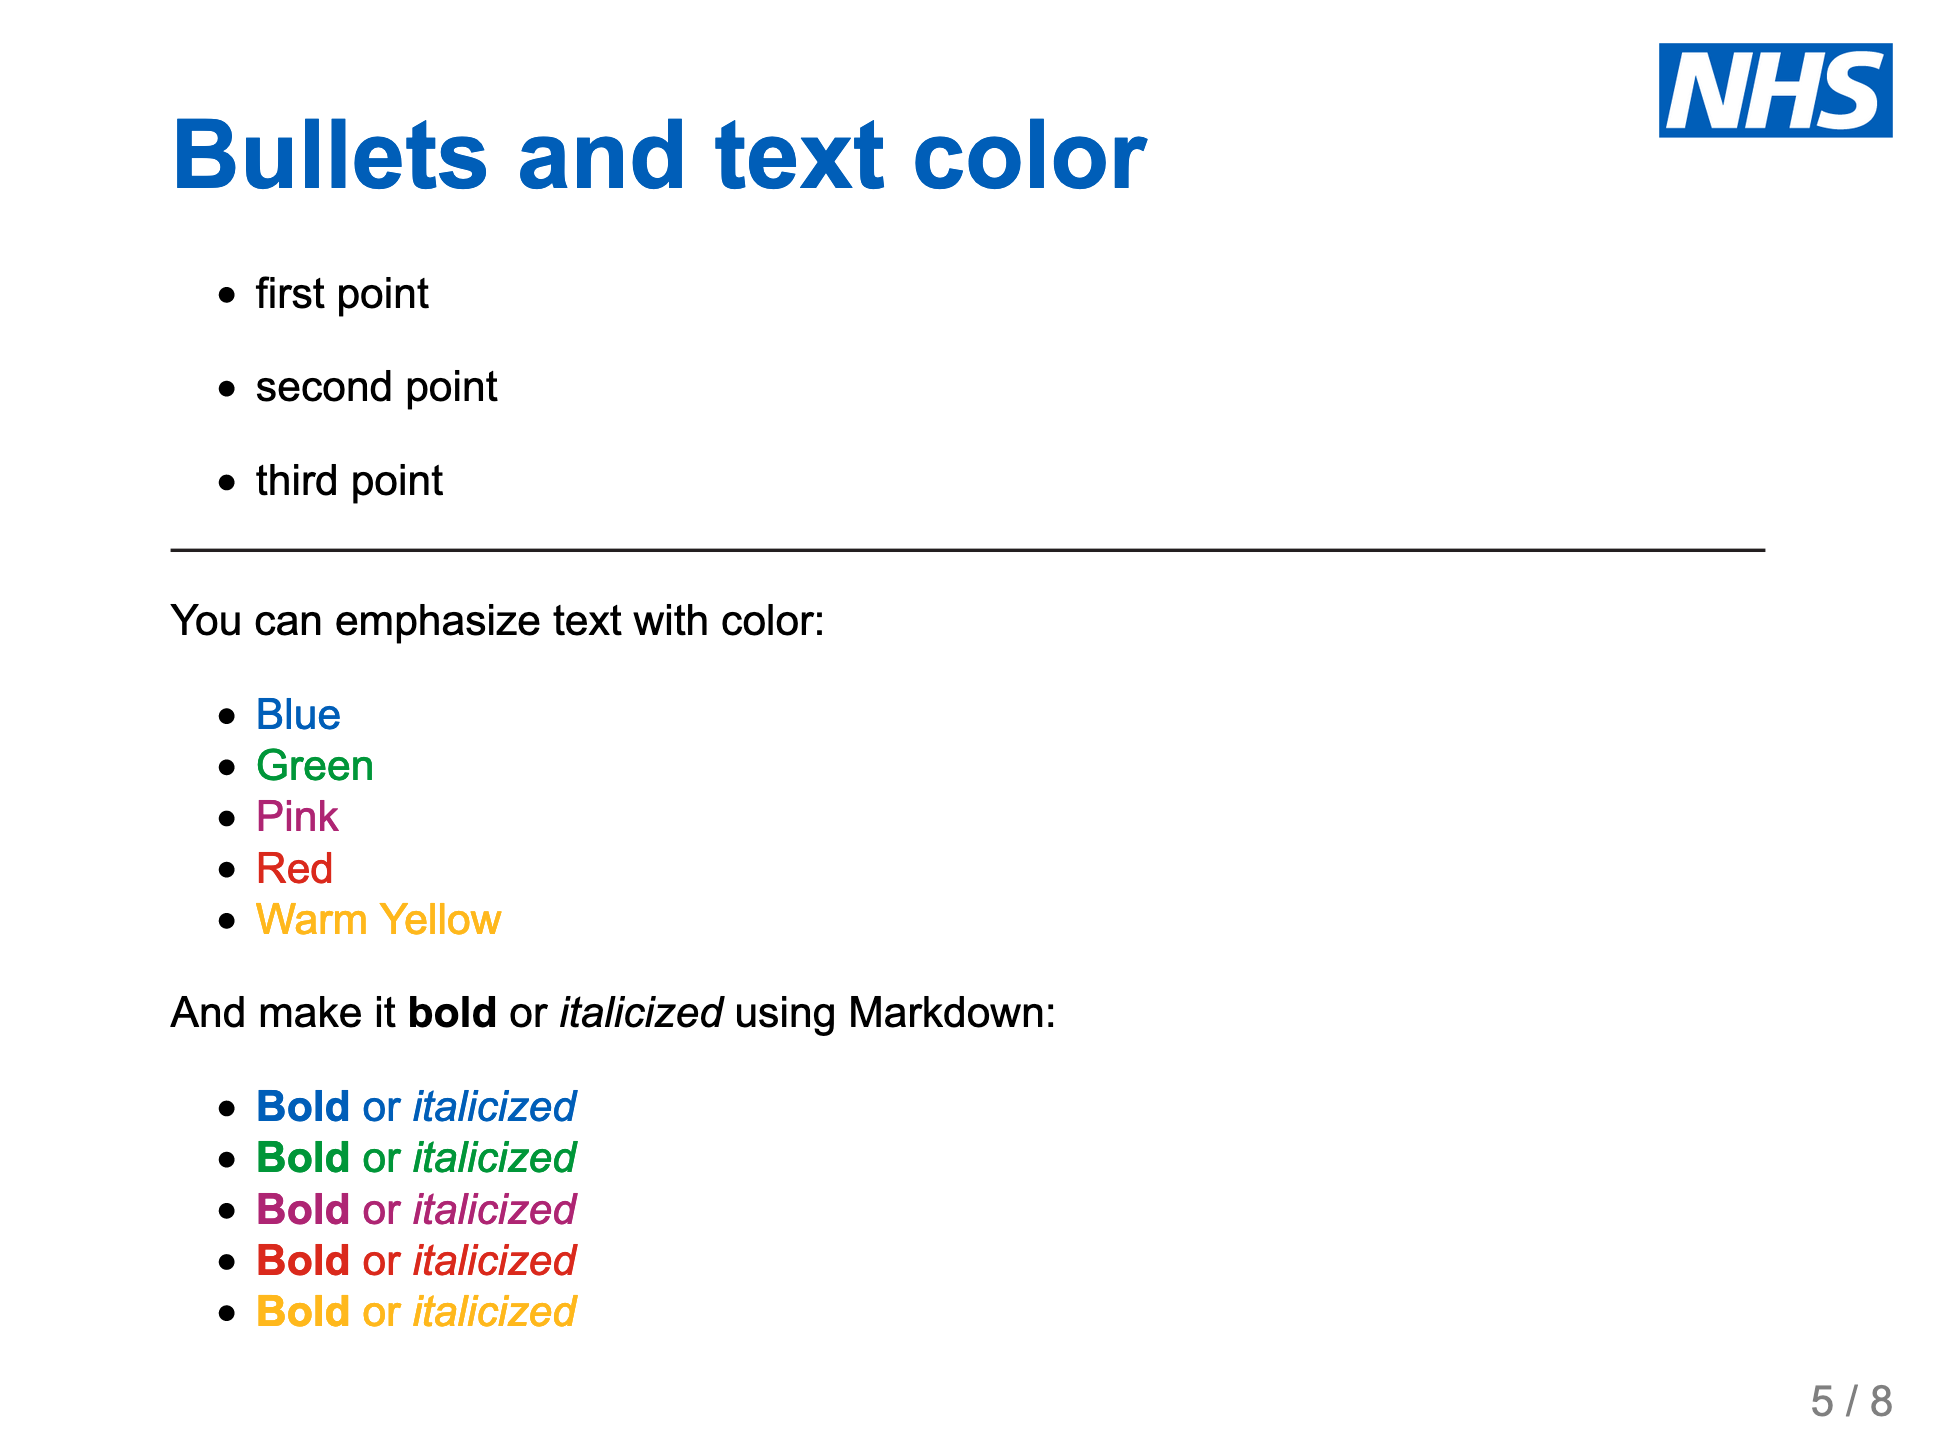 NHS
Bullets and text color
first point
second point
third point
You can emphasize text with color:
Blue
Green
Pink
Red
Warm Yellow
And make it bold or italicized using Markdown:
Bold or italicized
Bold or italicized
Bold or italicized
Bold or italicized
Bold or italicized
5 / 8